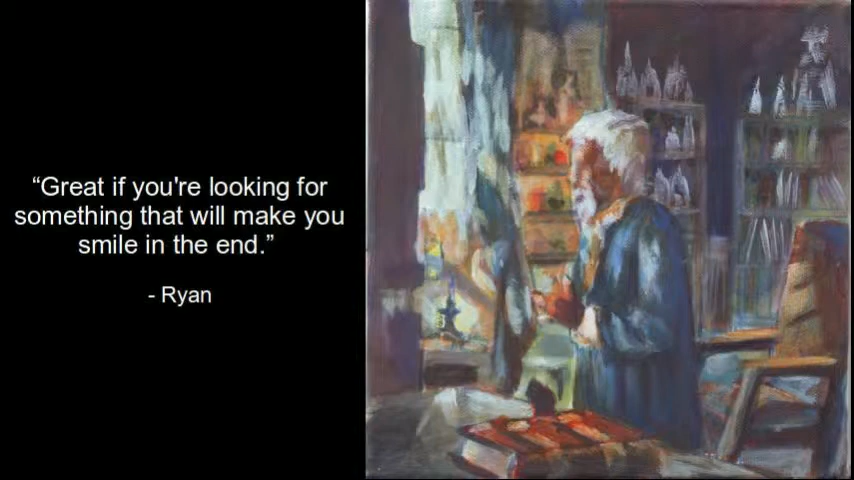 “Great if you're looking for
something that will make you
smile in the end.”
- Ryan